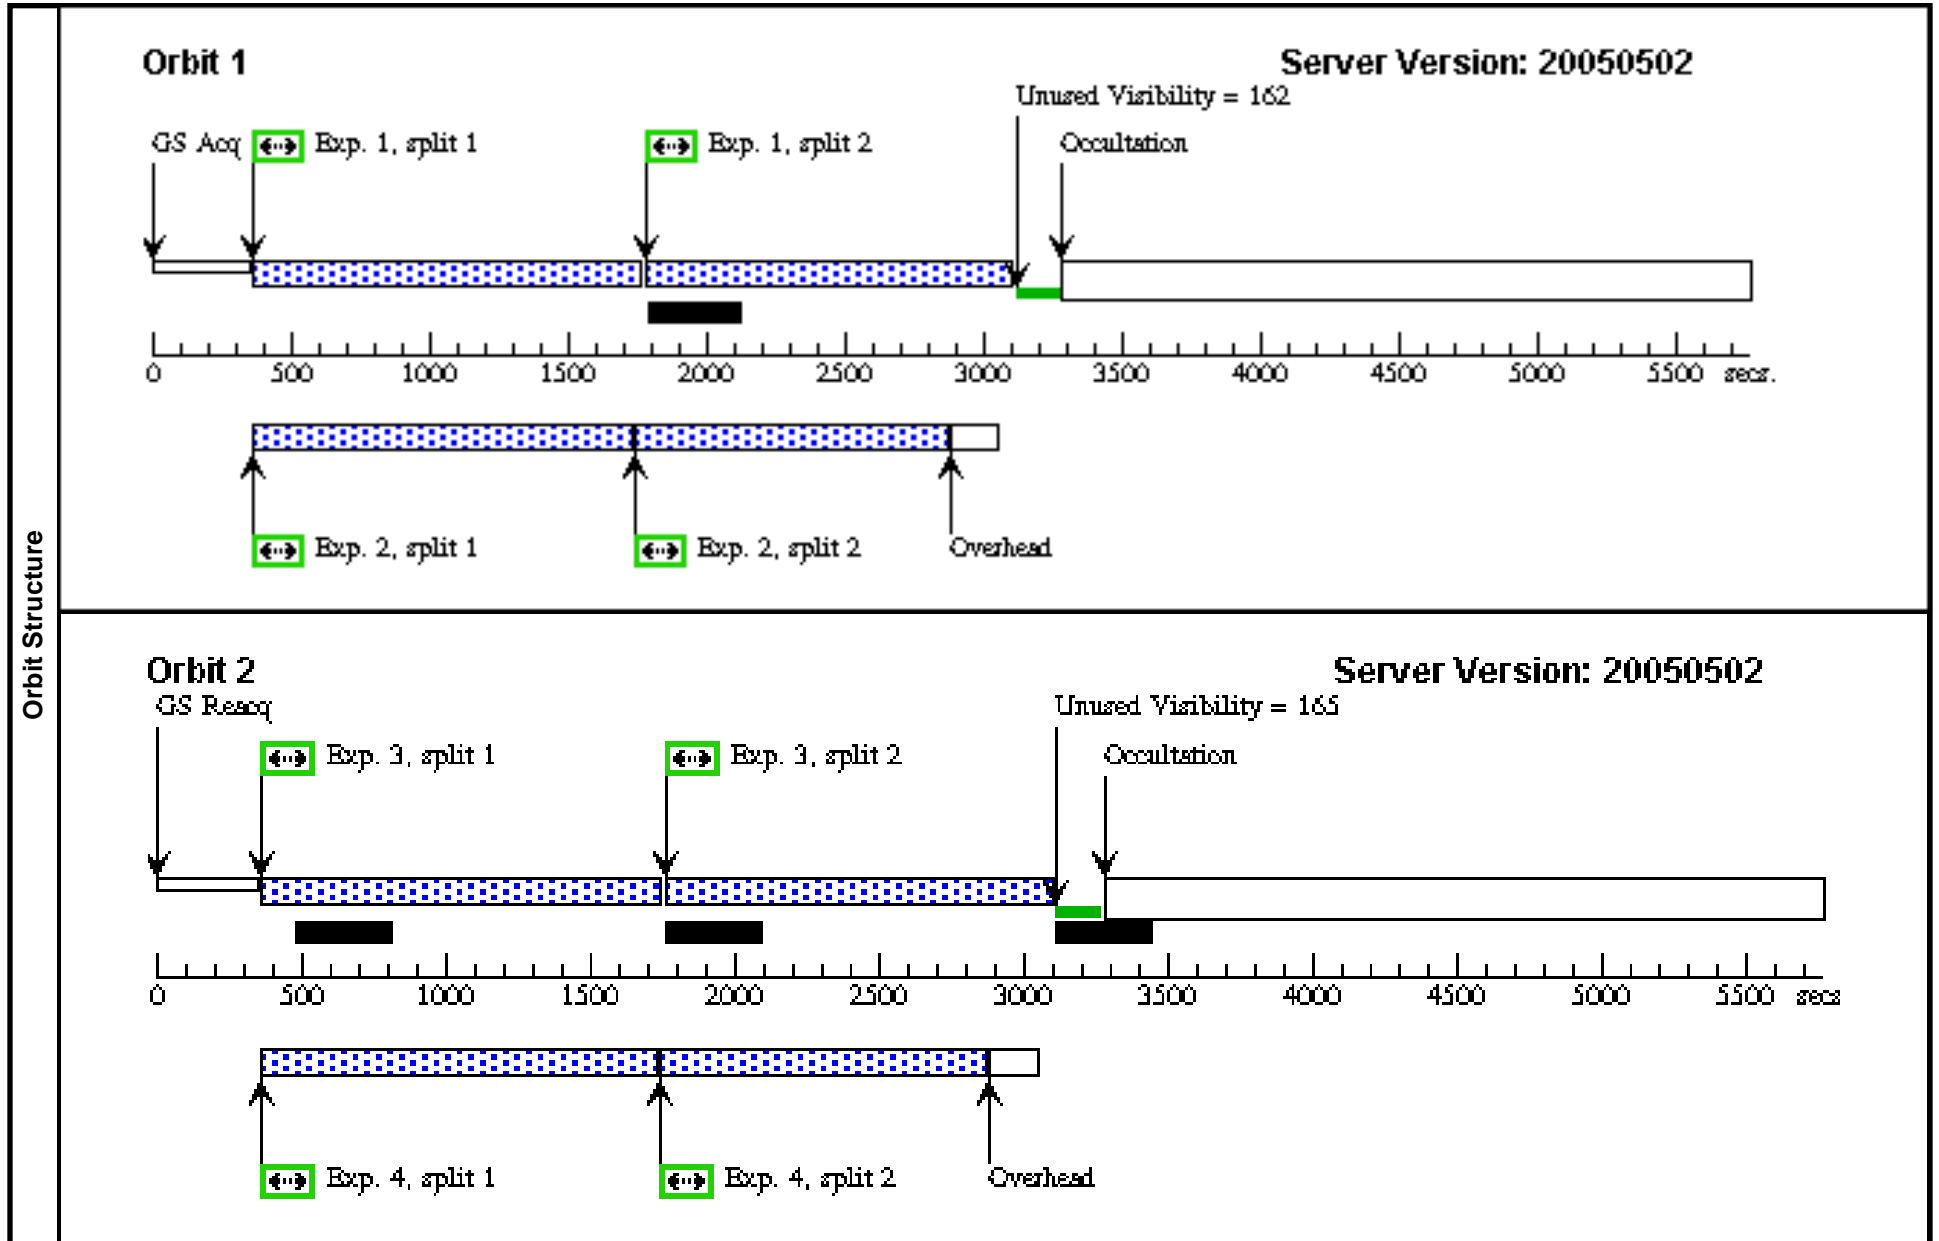 Orbit Structure
Orbit 1
Server Version: 20050502
Unused Visibility = 162
GS Acq
Exp. 1, split 1
Exp. 1, split 2
Occultation
0 500 1000 1500 2000 2500 3000 3500 4000 4500 5000 5500 secs.
Exp. 2, split 1
Exp. 2, split 2
Overhead
Orbit 2
Server Version: 20050502
GS Reacq
Unused Visibility = 165
Exp. 3, split 1
Exp. 3, split 2
Occultation
0 500 1000 1500 2000 2500 3000 3500 4000 4500 5000 5500 secs
Exp. 4, split 1
Exp. 4, split 2
Overhead